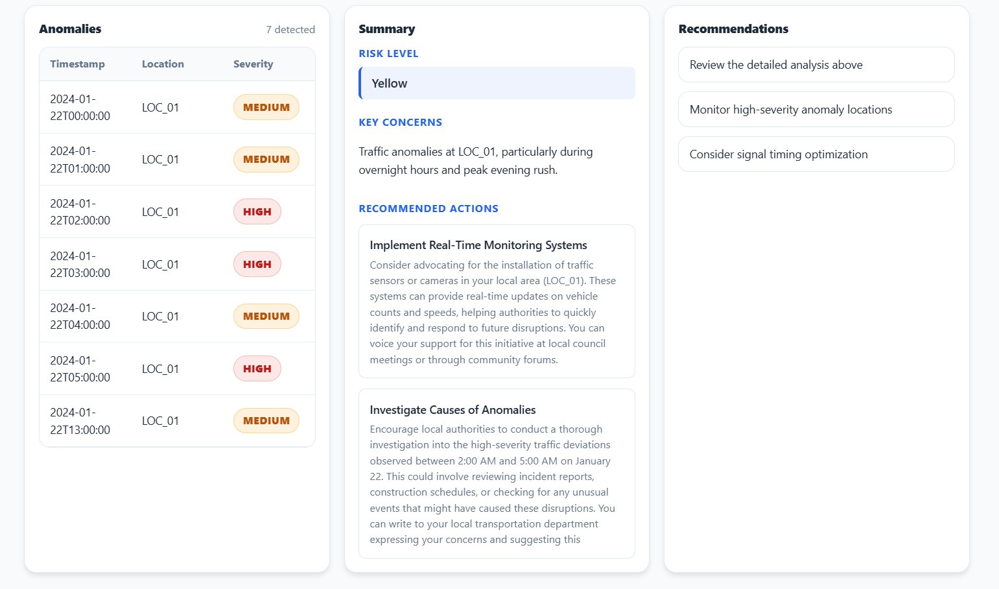 Anomalies
7 detected
Timestamp Location Severity
2024-01-
22T00:00:00
LOC_01
MEDIUM
2024-01-
22T01:00:00
LOC_01
MEDIUM
2024-01-
22T02:00:00
LOC_01
HIGH
2024-01-
22T03:00:00
LOC_01
HIGH
2024-01-
22T04:00:00
LOC_01
MEDIUM
2024-01-
22T05:00:00
LOC_01
HIGH
2024-01-
22T13:00:00
LOC_01
MEDIUM
Summary
RISK LEVEL
Yellow
KEY CONCERNS
Traffic anomalies at LOC_01, particularly during
overnight hours and peak evening rush.
RECOMMENDED ACTIONS
Implement Real-Time Monitoring Systems
Consider advocating for the installation of traffic
sensors or cameras in your local area (LOC_01). These
systems can provide real-time updates on vehicle
counts and speeds, helping authorities to quickly
identify and respond to future disruptions. You can
voice your support for this initiative at local council
meetings or through community forums.
Investigate Causes of Anomalies
Encourage local authorities to conduct a thorough
investigation into the high-severity traffic deviations
observed between 2:00 AM and 5:00 AM on January
22. This could involve reviewing incident reports,
construction schedules, or checking for any unusual
events that might have caused these disruptions. You
can write to your local transportation department
expressing your concerns and suggesting this
Recommendations
Review the detailed analysis above
Monitor high-severity anomaly locations
Consider signal timing optimization